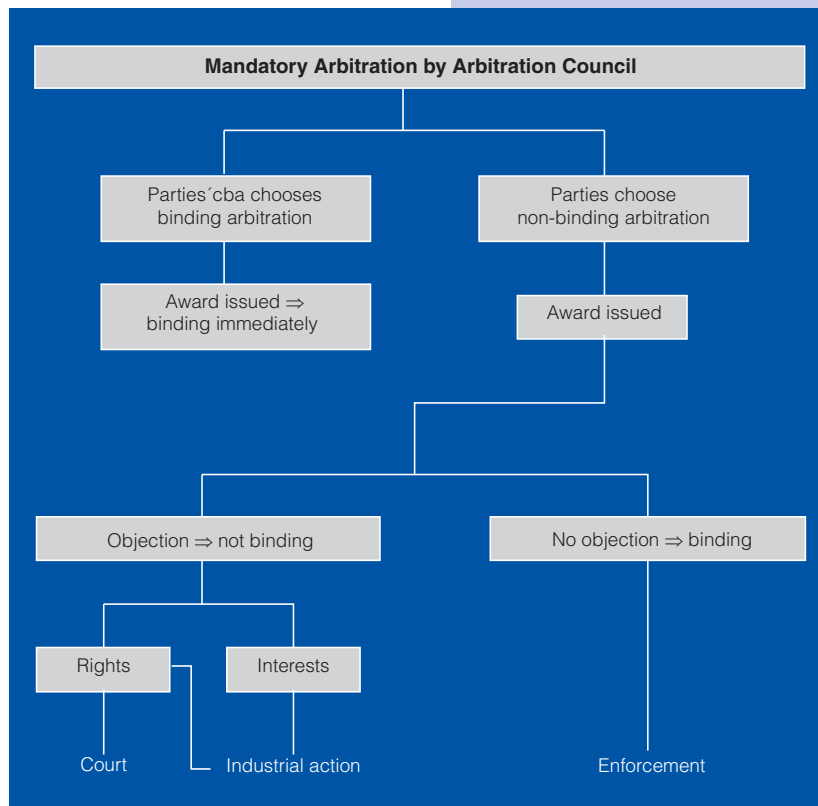 Mandatory Arbitration by Arbitration Council
Parties´cba chooses
binding arbitration
Parties choose
non-binding arbitration
Award issued ⇒
binding immediately
Award issued
Objection ⇒ not binding
No objection ⇒ binding
Rights
Interests
Court
Industrial action
Enforcement